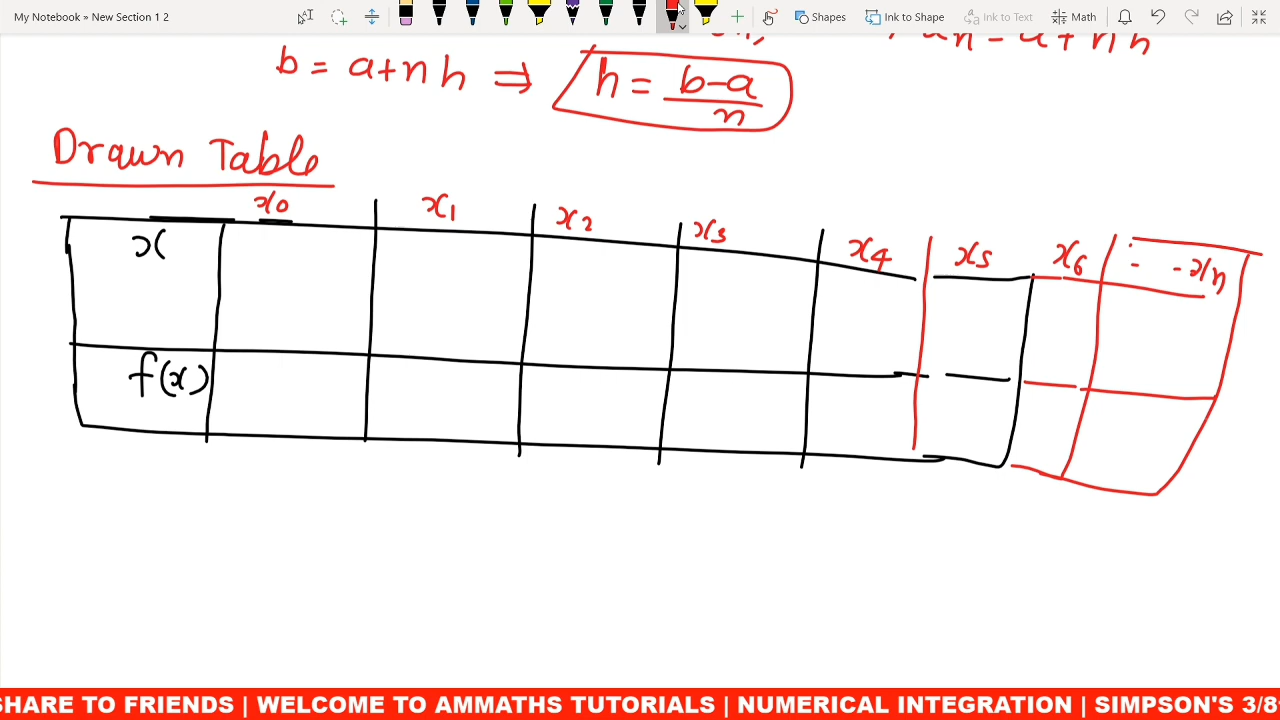 My Notebook » New Section 1 2
Shapes
Ink to Shape
Ink to Text
Math
b = a+nh ⇒ h = b-a/n
Drawn Table
x0 x1 x2 x3 x4 x5 x6 - - xn
x
f(x)
SHARE TO FRIENDS | WELCOME TO AMMATHS TUTORIALS | NUMERICAL INTEGRATION | SIMPSON'S 3/8